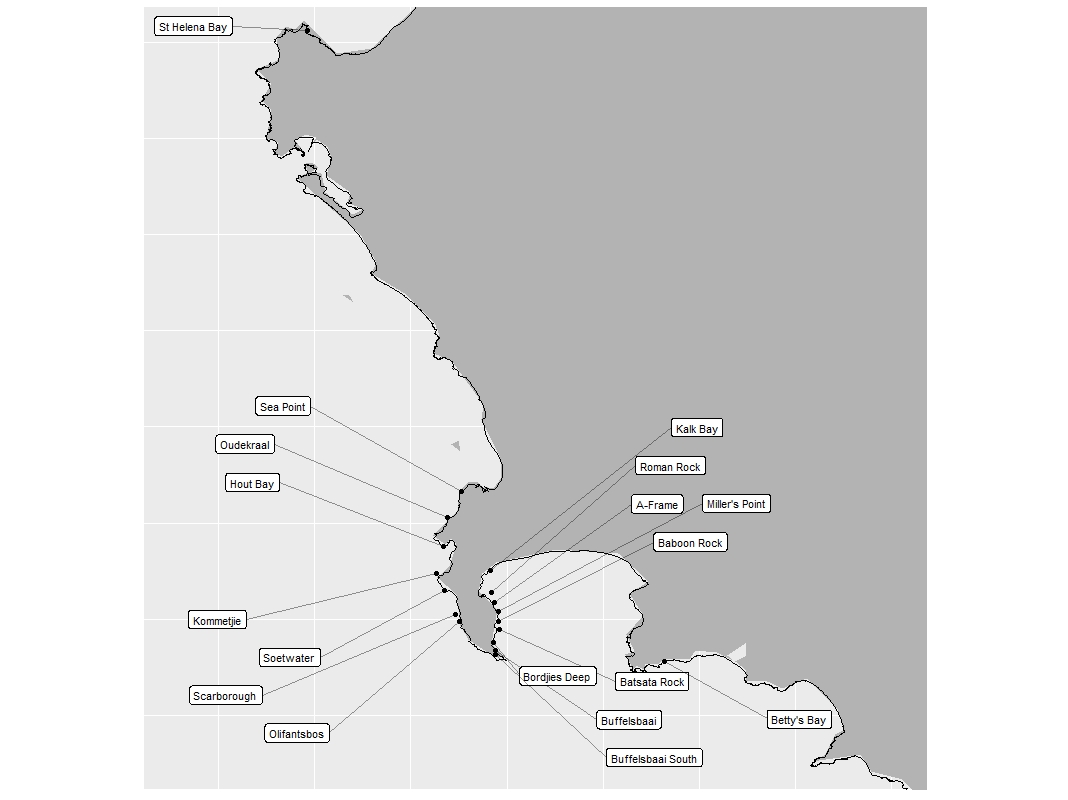 St Helena Bay
Sea Point
Kalk Bay
Oudekraal
Roman Rock
Hout Bay
A-Frame
Miller's Point
Baboon Rock
Kommetjie
Soetwater
Bordjies Deep
Batsata Rock
Scarborough
Buffelsbaai
Betty's Bay
Olifantsbos
Buffelsbaai South